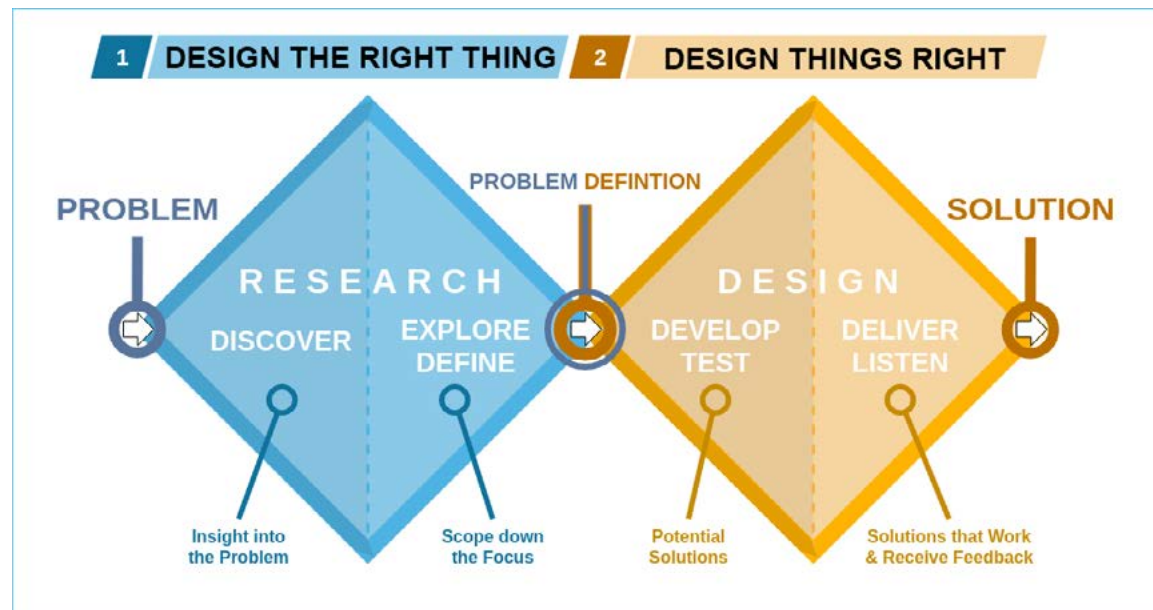 1 DESIGN THE RIGHT THING 2 DESIGN THINGS RIGHT
PROBLEM DEFINTION
PROBLEM
SOLUTION
RESEARCH
DESIGN
DISCOVER
EXPLORE
DEFINE
DEVELOP
TEST
DELIVER
LISTEN
Insight into
the Problem
Scope down
the Focus
Potential
Solutions
Solutions that Work
& Receive Feedback